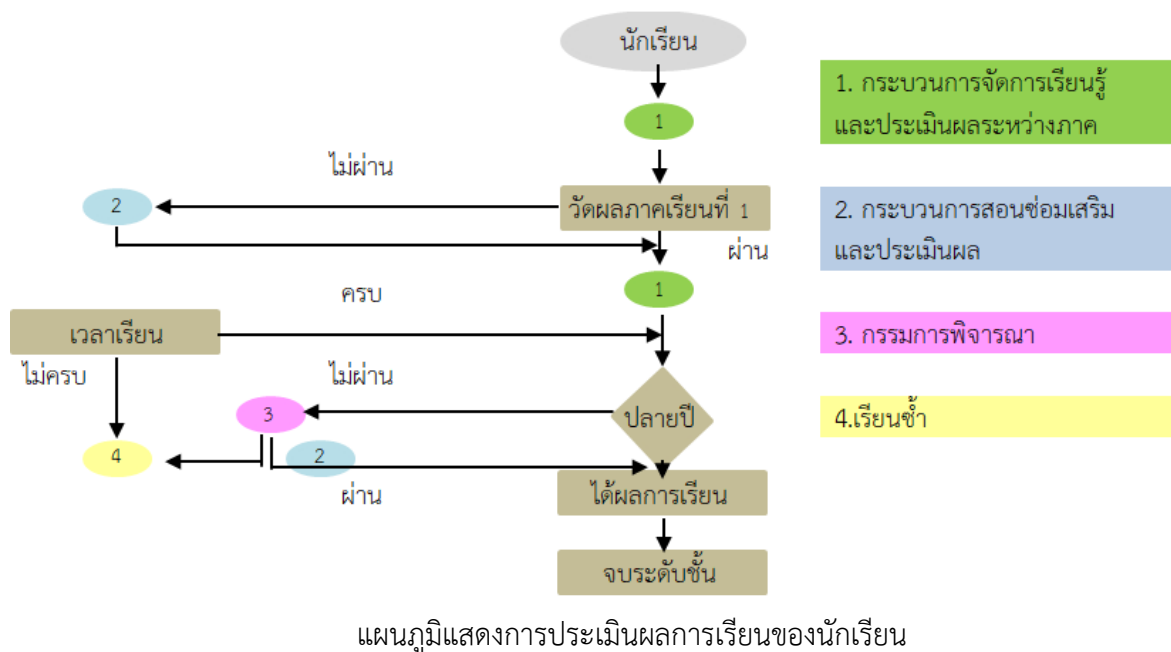 นักเรียน
1
ไม่ผ่าน
2
วัดผลภาคเรียนที่ 1
ผ่าน
ครบ
1
เวลาเรียน
ไม่ครบ
ไม่ผ่าน
3
ปลายปี
4
2
ผ่าน
ได้ผลการเรียน
จบระดับชั้น
1. กระบวนการจัดการเรียนรู้
และประเมินผลระหว่างภาค
2. กระบวนการสอนซ่อมเสริม
และประเมินผล
3. กรรมการพิจารณา
4.เรียนซ้ำ
แผนภูมิแสดงการประเมินผลการเรียนของนักเรียน